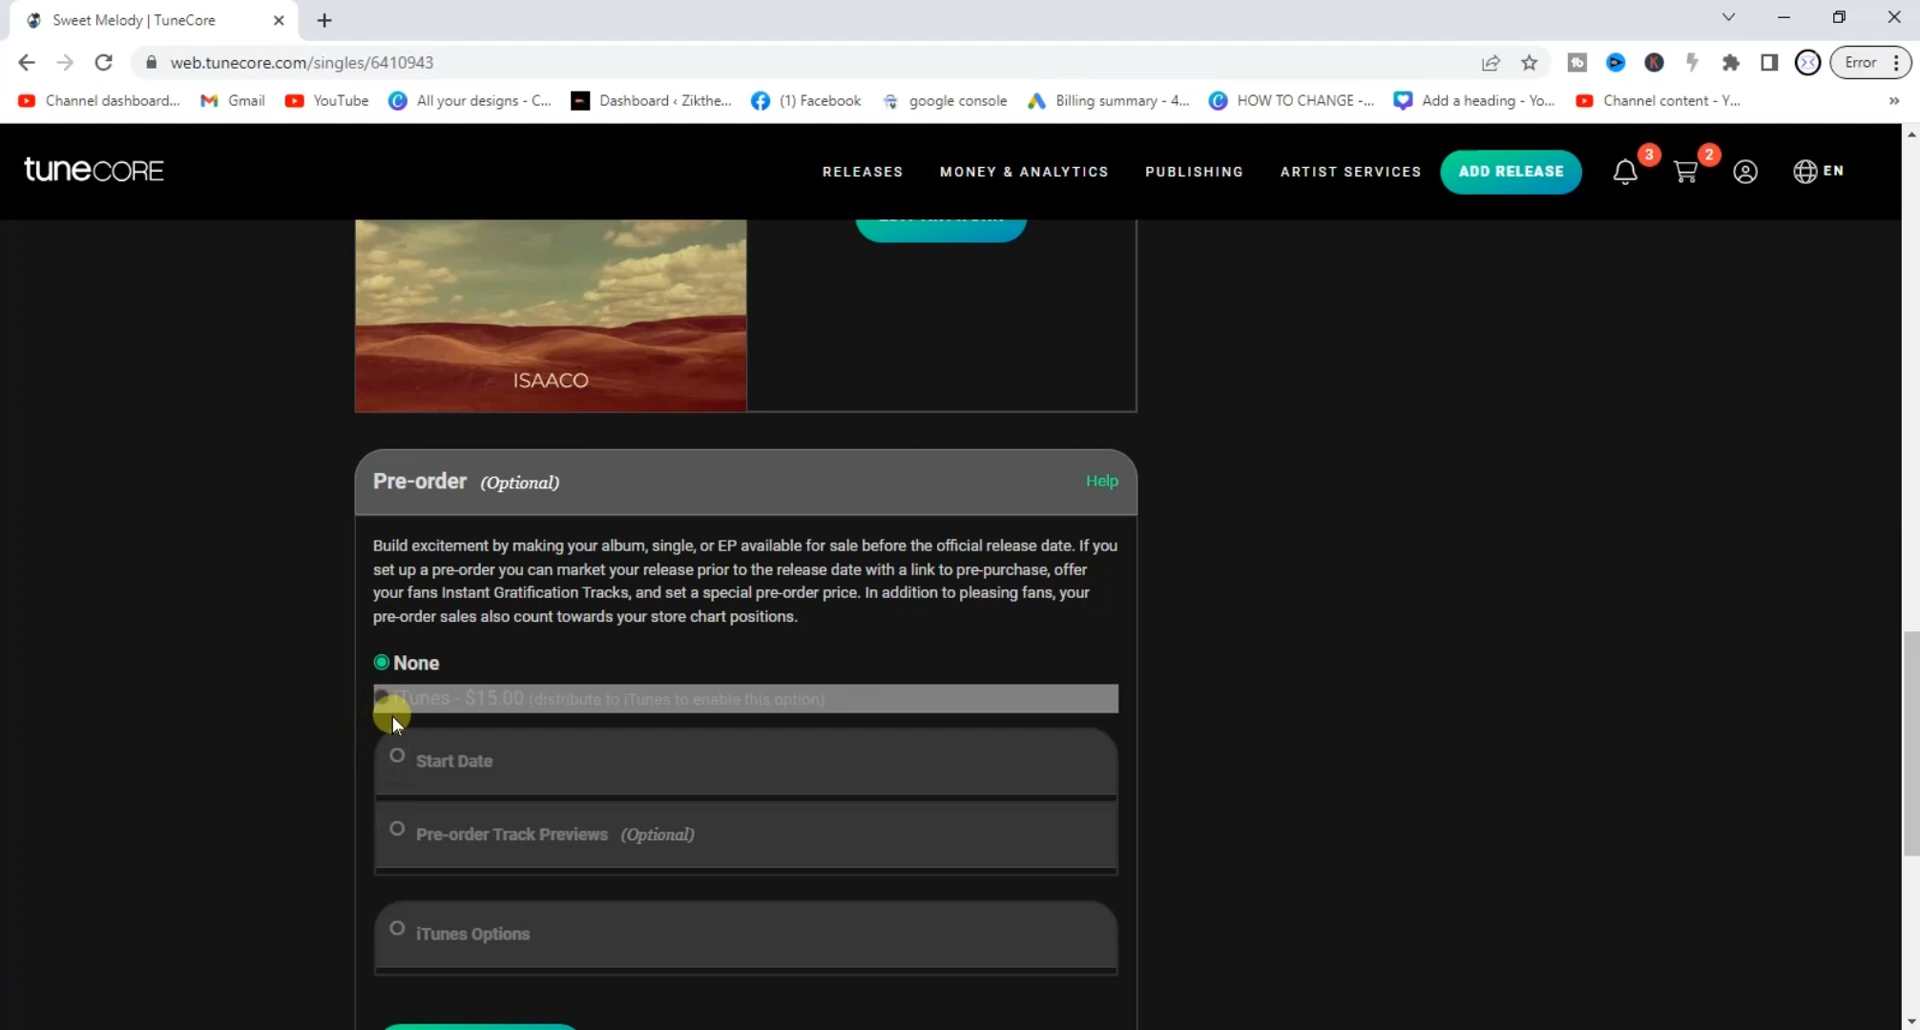 Sweet Melody | TuneCore
web.tunecore.com/singles/6410943
Error
Channel dashboard...
Gmail
YouTube
All your designs - C...
Dashboard ‹ Zikthe...
(1) Facebook
google console
Billing summary - 4...
HOW TO CHANGE -...
Add a heading - Yo...
Channel content - Y...
»
tuneCORE
RELEASES
MONEY & ANALYTICS
PUBLISHING
ARTIST SERVICES
ADD RELEASE
3
2
EN
ISAACO
Pre-order (Optional)
Help
Build excitement by making your album, single, or EP available for sale before the official release date. If you
set up a pre-order you can market your release prior to the release date with a link to pre-purchase, offer
your fans Instant Gratification Tracks, and set a special pre-order price. In addition to pleasing fans, your
pre-order sales also count towards your store chart positions.
None
iTunes - $15.00 (distribute to iTunes to enable this option)
Start Date
Pre-order Track Previews (Optional)
iTunes Options